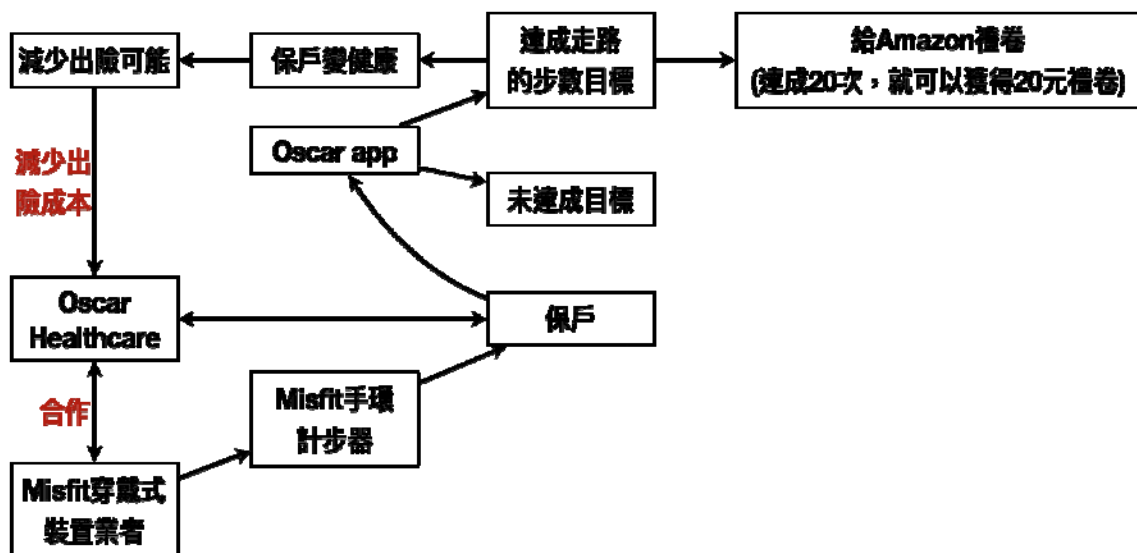 減少出險可能
保戶變健康
達成走路
的步數目標
給Amazon禮卷
(達成20次，就可以獲得20元禮卷)
減少出
險成本
Oscar app
未達成目標
Oscar
Healthcare
保戶
合作
Misfit手環
計步器
Misfit穿戴式
裝置業者